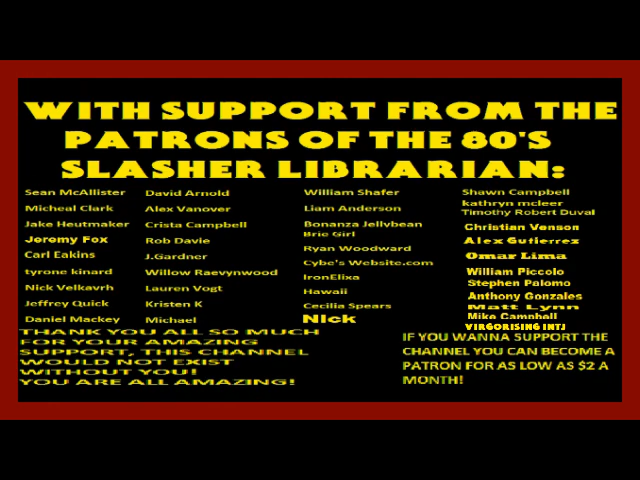 WITH SUPPORT FROM THE
PATRONS OF THE 80'S
SLASHER LIBRARIAN:
Sean McAllister
Micheal Clark
Jake Heutmaker
Jeremy Fox
Carl Eakins
tyrone kinard
Nick Velkavrh
Jeffrey Quick
Daniel Mackey
David Arnold
Alex Vanover
Crista Campbell
Rob Davie
J.Gardner
Willow Raevynwood
Lauren Vogt
Kristen K
Michael
William Shafer
Liam Anderson
Bonanza Jellybean
Brie Girl
Ryan Woodward
Cybe's Website.com
IronElixa
Hawaii
Cecilia Spears
Nick
Shawn Campbell
kathryn mcleer
Timothy Robert Duval
Christian Venson
Alex Gutierrez
Omar Lima
William Piccolo
Stephen Palomo
Anthony Gonzales
Matt Lynn
Mike Campbell
VIRGORISING INTJ
THANK YOU ALL SO MUCH
FOR YOUR AMAZING
SUPPORT, THIS CHANNEL
WOULD NOT EXIST
WITHOUT YOU!
YOU ARE ALL AMAZING!
IF YOU WANNA SUPPORT THE
CHANNEL YOU CAN BECOME A
PATRON FOR AS LOW AS $2 A
MONTH!